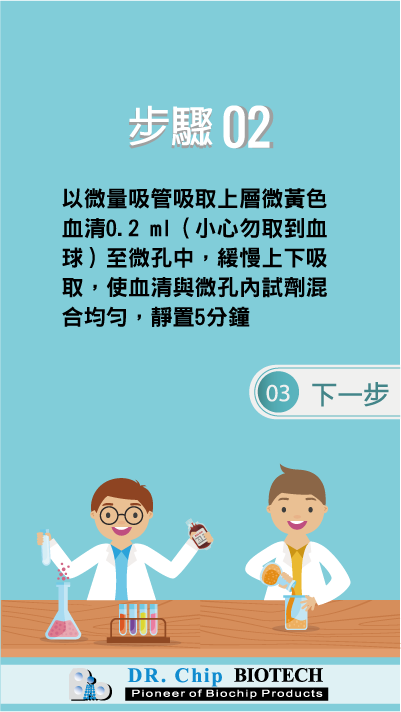 步驟 02
以微量吸管吸取上層微黃色
血清0.2 ml（小心勿取到血
球）至微孔中，緩慢上下吸
取，使血清與微孔內試劑混
合均勻，靜置5分鐘
03 下一步
DR. Chip BIOTECH
Pioneer of Biochip Products